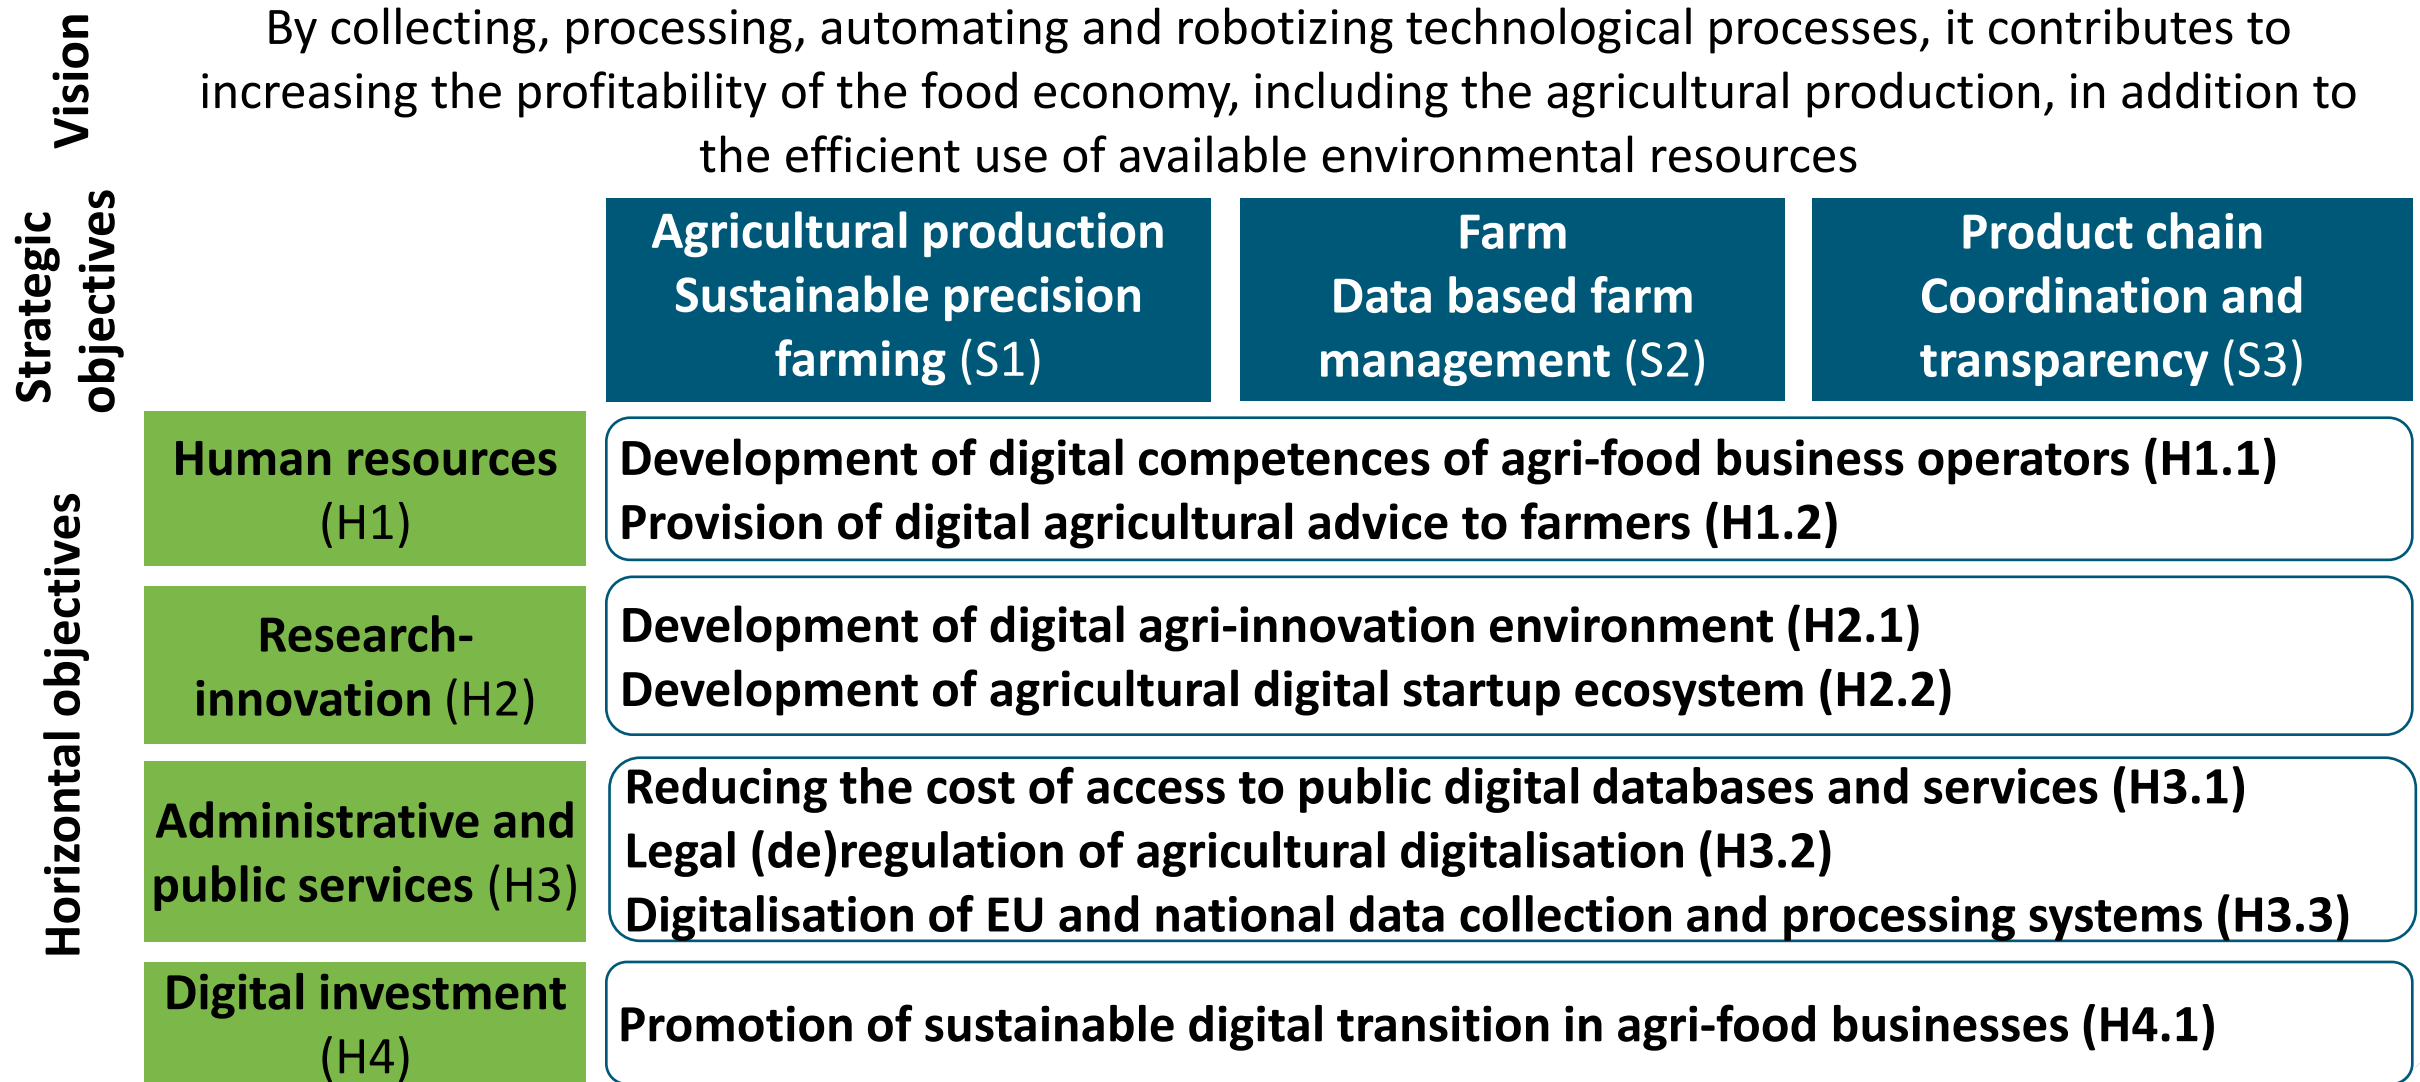 Vision
By collecting, processing, automating and robotizing technological processes, it contributes to
increasing the profitability of the food economy, including the agricultural production, in addition to
the efficient use of available environmental resources
Strategic
objectives
Agricultural production
Sustainable precision
farming (S1)
Farm
Data based farm
management (S2)
Product chain
Coordination and
transparency (S3)
Horizontal objectives
Human resources
(H1)
Development of digital competences of agri-food business operators (H1.1)
Provision of digital agricultural advice to farmers (H1.2)
Research-
innovation (H2)
Development of digital agri-innovation environment (H2.1)
Development of agricultural digital startup ecosystem (H2.2)
Administrative and
public services (H3)
Reducing the cost of access to public digital databases and services (H3.1)
Legal (de)regulation of agricultural digitalisation (H3.2)
Digitalisation of EU and national data collection and processing systems (H3.3)
Digital investment
(H4)
Promotion of sustainable digital transition in agri-food businesses (H4.1)